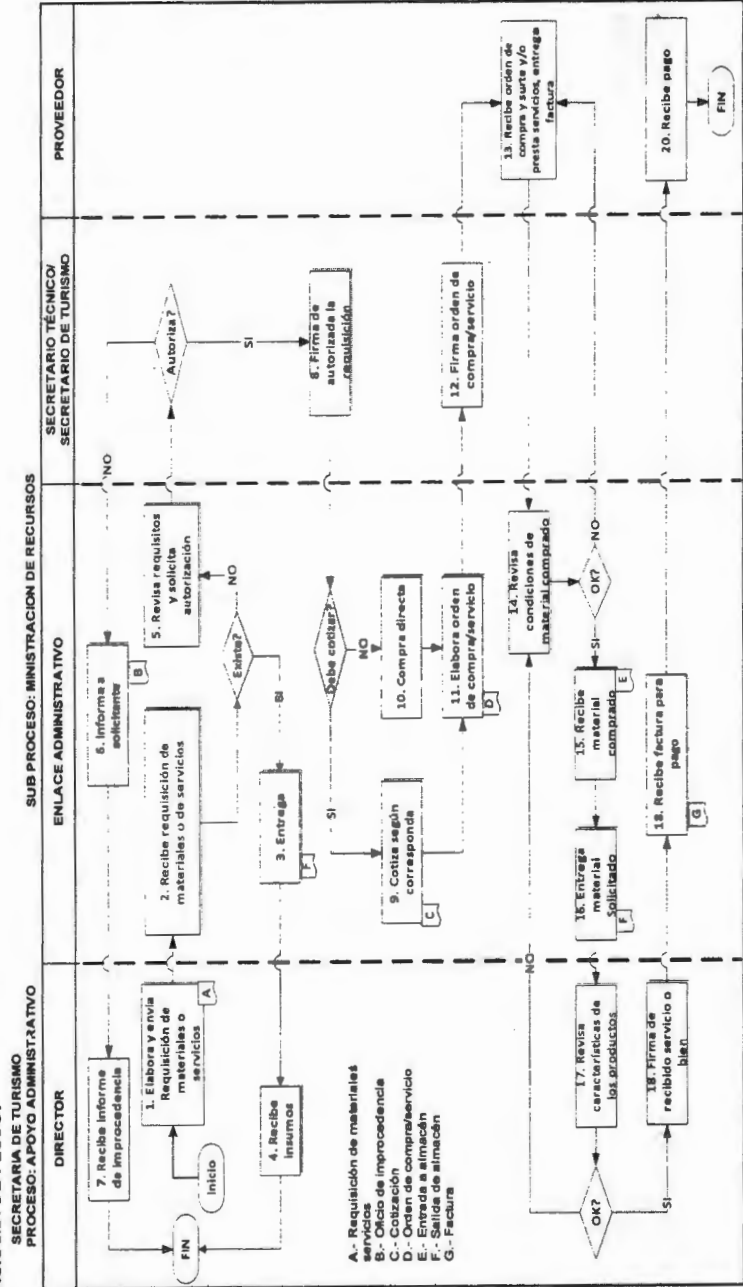 SECRETARIA DE TURISMO
PROCESO: APOYO ADMINISTRATIVO
SUB PROCESO: MINISTRACION DE RECURSOS
DIRECTOR
ENLACE ADMINISTRATIVO
SECRETARIO TÉCNICO/
SECRETARIO DE TURISMO
PROVEEDOR
Inicio
1. Elabora y envia
Requisición de
materiales o
servicios
A
2. Recibe requisición de
materiales o de servicios
Existe?
SI
NO
3. Entrega
F
4. Recibe
insumos
FIN
5. Revisa requisitos
y solicita
autorización
Autoriza?
NO
SI
6. Informa a
solicitante
B
7. Recibe informe
de improcedencia
8. Firma de
autorizada la
requisición
Debe cotizar?
SI
NO
9. Cotiza según
corresponda
C
10. Compra directa
11. Elabora orden
de compra/servicio
D
12. Firma orden de
compra/servicio
13. Recibe orden de
compra y surte y/o
presta servicios, entrega
factura
14. Revisa
condiciones de
material comprado
OK?
NO
SI
15. Recibe
material
comprado
E
16. Entrega
material
Solicitado
F
17. Revisa
características de
los productos
OK?
NO
SI
18. Firma de
recibido servicio o
bien
18. Recibe factura para
pago
G
20. Recibe pago
FIN
A.- Requisición de materiales
servicios
B.- Oficio de improcedencia
C.- Cotización
D.- Orden de compra/servicio
E.- Entrada a almacén
F.- Salida de almacén
G.- Factura